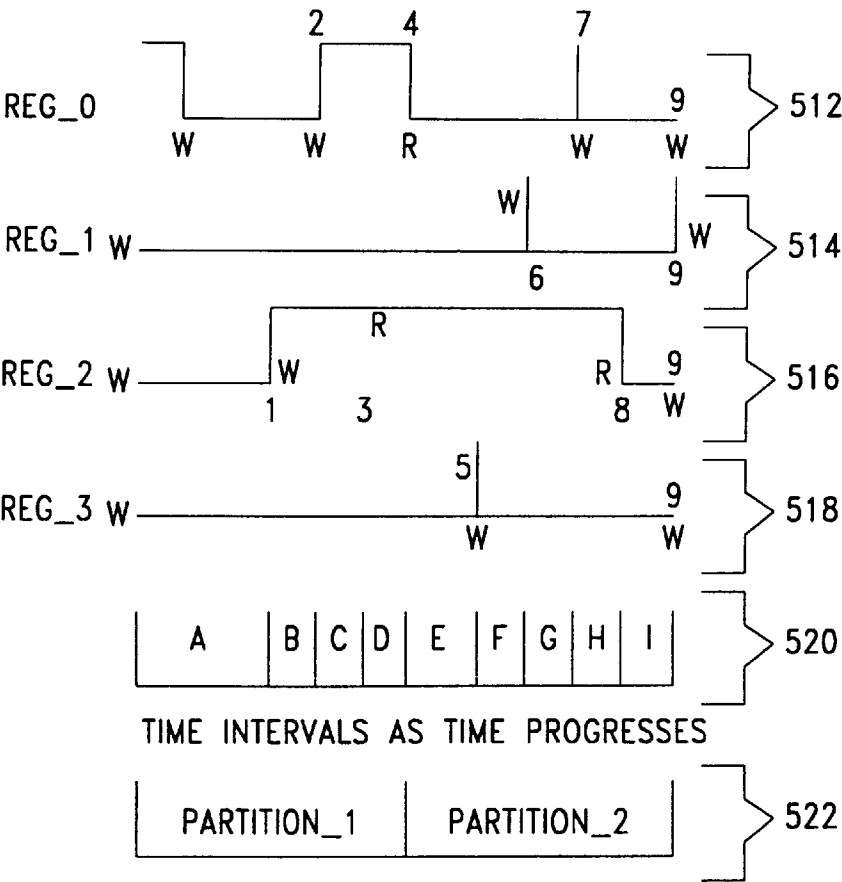 2 4 7
REG_0 9 512
W W R W W
W
REG_1 W W 514
6 9
R
REG_2 W W R 9 516
1 3 8 W
5
REG_3 W 9 518
W W
A B C D E F G H I 520
TIME INTERVALS AS TIME PROGRESSES
PARTITION_1 PARTITION_2 522